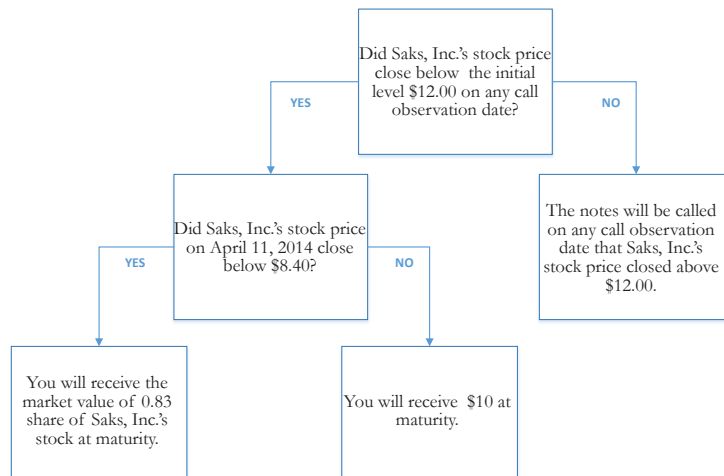 Did Saks, Inc.'s stock price
close below the initial
level $12.00 on any call
observation date?
YES
NO
Did Saks, Inc.'s stock price
on April 11, 2014 close
below $8.40?
The notes will be called
on any call observation
date that Saks, Inc.'s
stock price closed above
$12.00.
YES
NO
You will receive the
market value of 0.83
share of Saks, Inc.'s
stock at maturity.
You will receive $10 at
maturity.